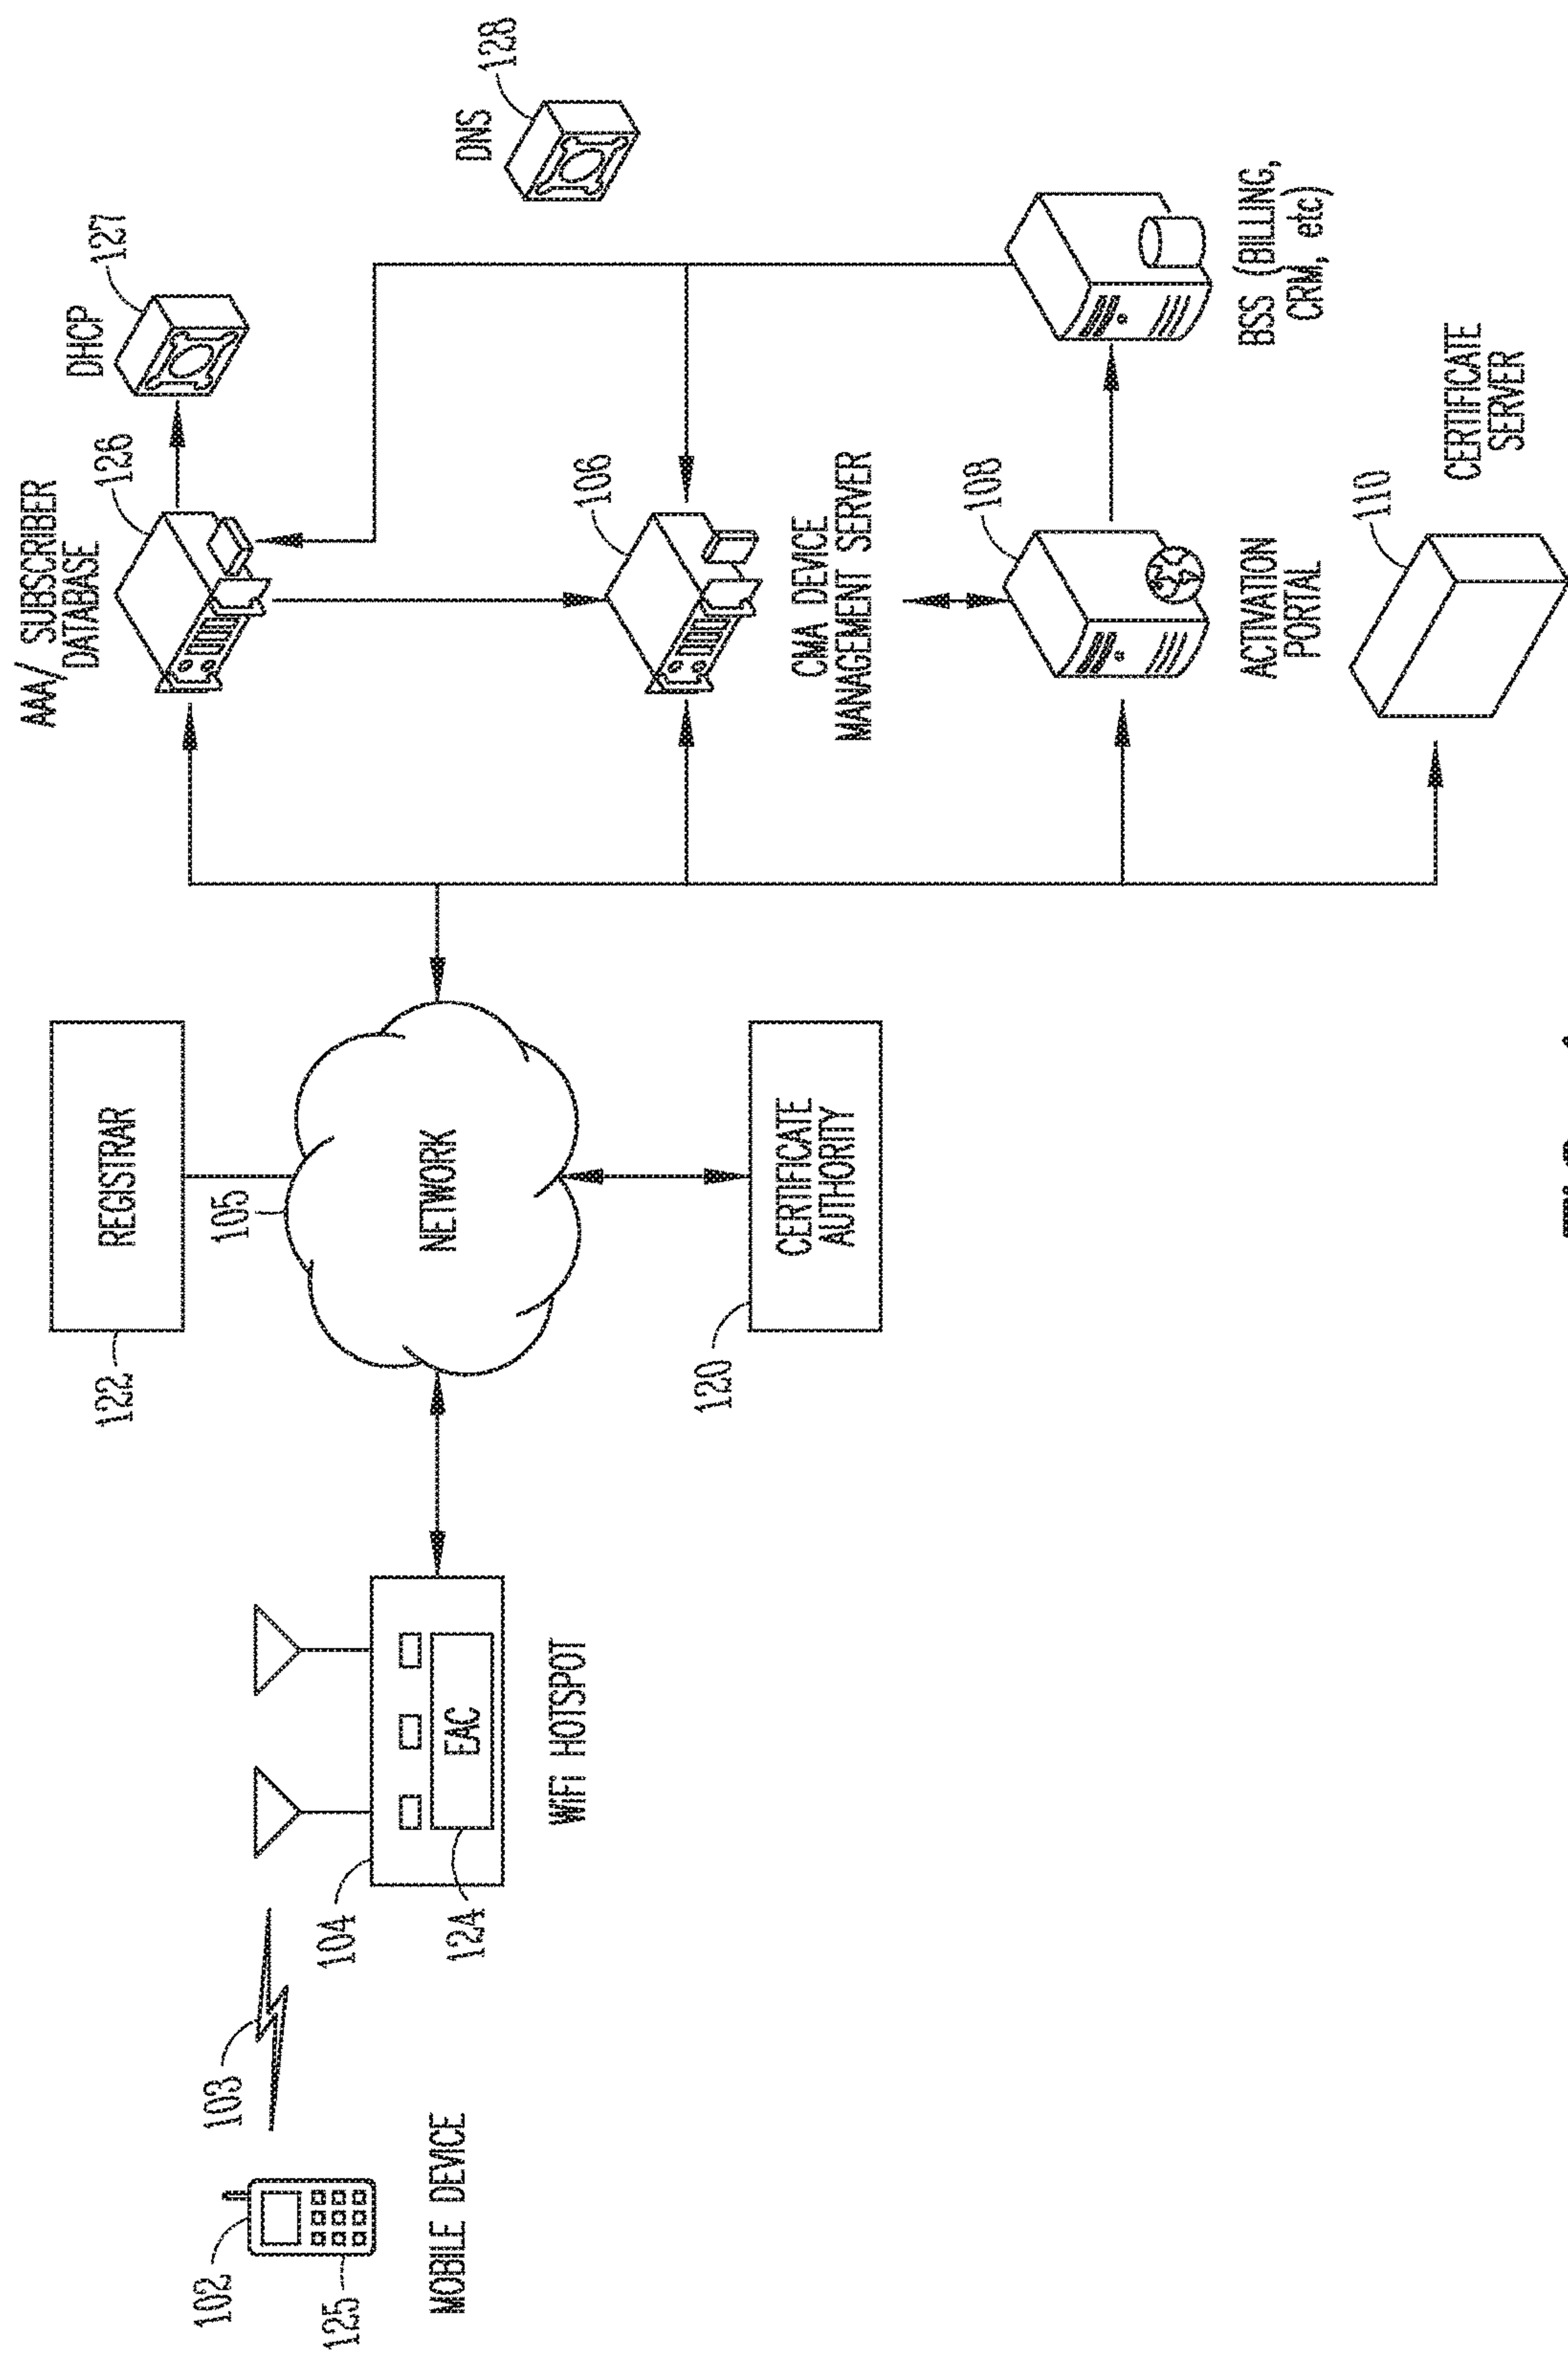 102
125
MOBILE DEVICE
103
104
124
EAC
WiFi HOTSPOT
122
REGISTRAR
105
NETWORK
120
CERTIFICATE
AUTHORITY
AAA/ SUBSCRIBER
DATABASE
126
DHCP
127
DNS
128
106
CMA DEVICE
MANAGEMENT SERVER
108
ACTIVATION
PORTAL
BSS (BILLING,
CRM, etc)
110
CERTIFICATE
SERVER